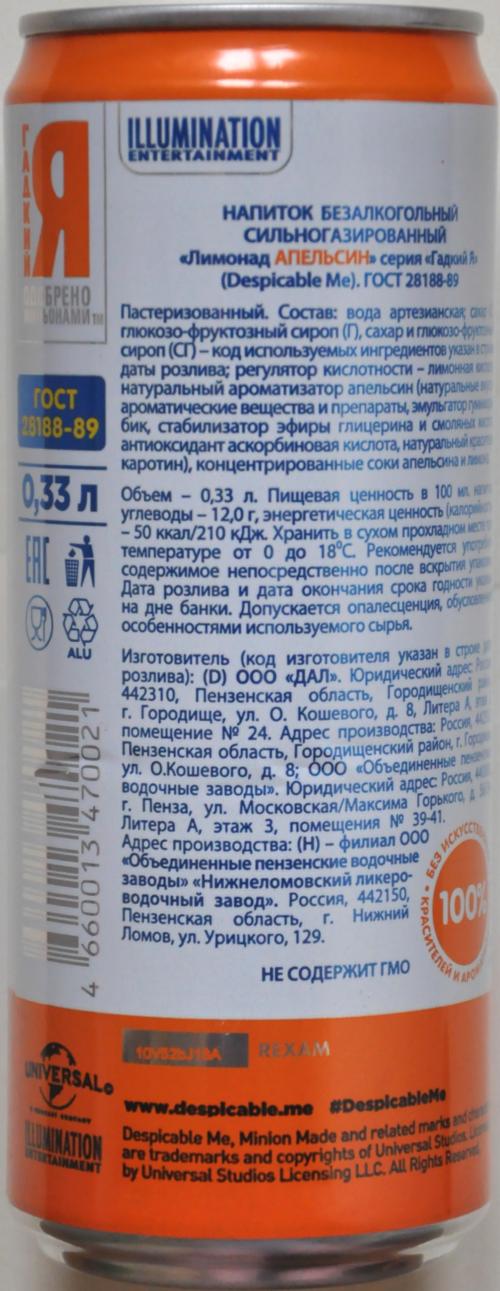 ILLUMINATION
ENTERTAINMENT
ГАДКИЙ Я
ОДОБРЕНО
МИНЬОНАМИ™
НАПИТОК БЕЗАЛКОГОЛЬНЫЙ
СИЛЬНОГАЗИРОВАННЫЙ
«Лимонад АПЕЛЬСИН» серия «Гадкий Я»
(Despicable Me). ГОСТ 28188-89
Пастеризованный. Состав: вода артезианская;
глюкозо-фруктозный сироп (Г), сахар и глюкозо-фруктозный
сироп (СГ) – код используемых ингредиентов указан в
даты розлива; регулятор кислотности – лимонная
натуральный ароматизатор апельсин (натуральные
ароматические вещества и препараты, эмульгатор
бик, стабилизатор эфиры глицерина и смоляных
антиоксидант аскорбиновая кислота, натуральный
каротин), концентрированные соки апельсина и
Объем – 0,33 л. Пищевая ценность в 100 мл.
углеводы – 12,0 г, энергетическая ценность
– 50 ккал/210 кДж. Хранить в сухом прохладном месте
температуре от 0 до 18⁰С. Рекомендуется
содержимое непосредственно после вскрытия
Дата розлива и дата окончания срока годности
на дне банки. Допускается опалесценция,
особенностями используемого сырья.
Изготовитель (код изготовителя указан в строке
розлива): (D) ООО «ДАЛ». Юридический адрес:
442310, Пензенская область, Городищенский
г. Городище, ул. О. Кошевого, д. 8, Литера А,
помещение № 24. Адрес производства: Россия,
Пензенская область, Городищенский район, г.
ул. О.Кошевого, д. 8; ООО «Объединенные
водочные заводы». Юридический адрес: Россия,
г. Пенза, ул. Московская/Максима Горького, д.
Литера А, этаж 3, помещения № 39-41.
Адрес производства: (Н) – филиал ООО
«Объединенные пензенские водочные
заводы» «Нижнеломовский ликеро-
водочный завод». Россия, 442150,
Пензенская область, г. Нижний
Ломов, ул. Урицкого, 129.
НЕ СОДЕРЖИТ ГМО
ГОСТ
28188-89
0,33 л
EAC
ALU
4 660013 470021
100%
БЕЗ
КРАСИТЕЛЕЙ И
REXAM
UNIVERSAL
ILLUMINATION
ENTERTAINMENT
www.despicable.me #DespicableMe
Despicable Me, Minion Made and related marks and
are trademarks and copyrights of Universal Studios.
by Universal Studios Licensing LLC. All Rights Reserved.